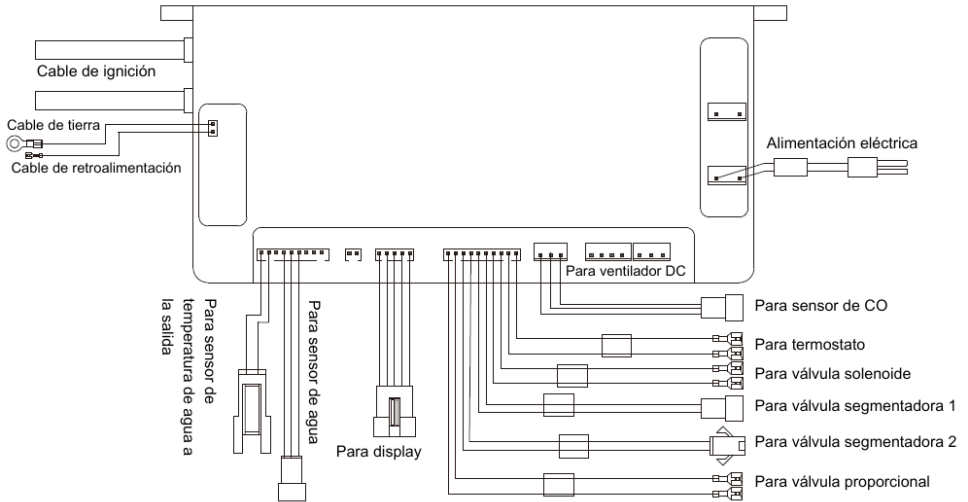 Cable de ignición
Cable de tierra
Cable de retroalimentación
Alimentación eléctrica
Para ventilador DC
Para sensor de CO
Para termostato
Para válvula solenoide
Para válvula segmentadora 1
Para válvula segmentadora 2
Para válvula proporcional
Para sensor de
temperatura de agua a
la salida
Para sensor de agua
Para display